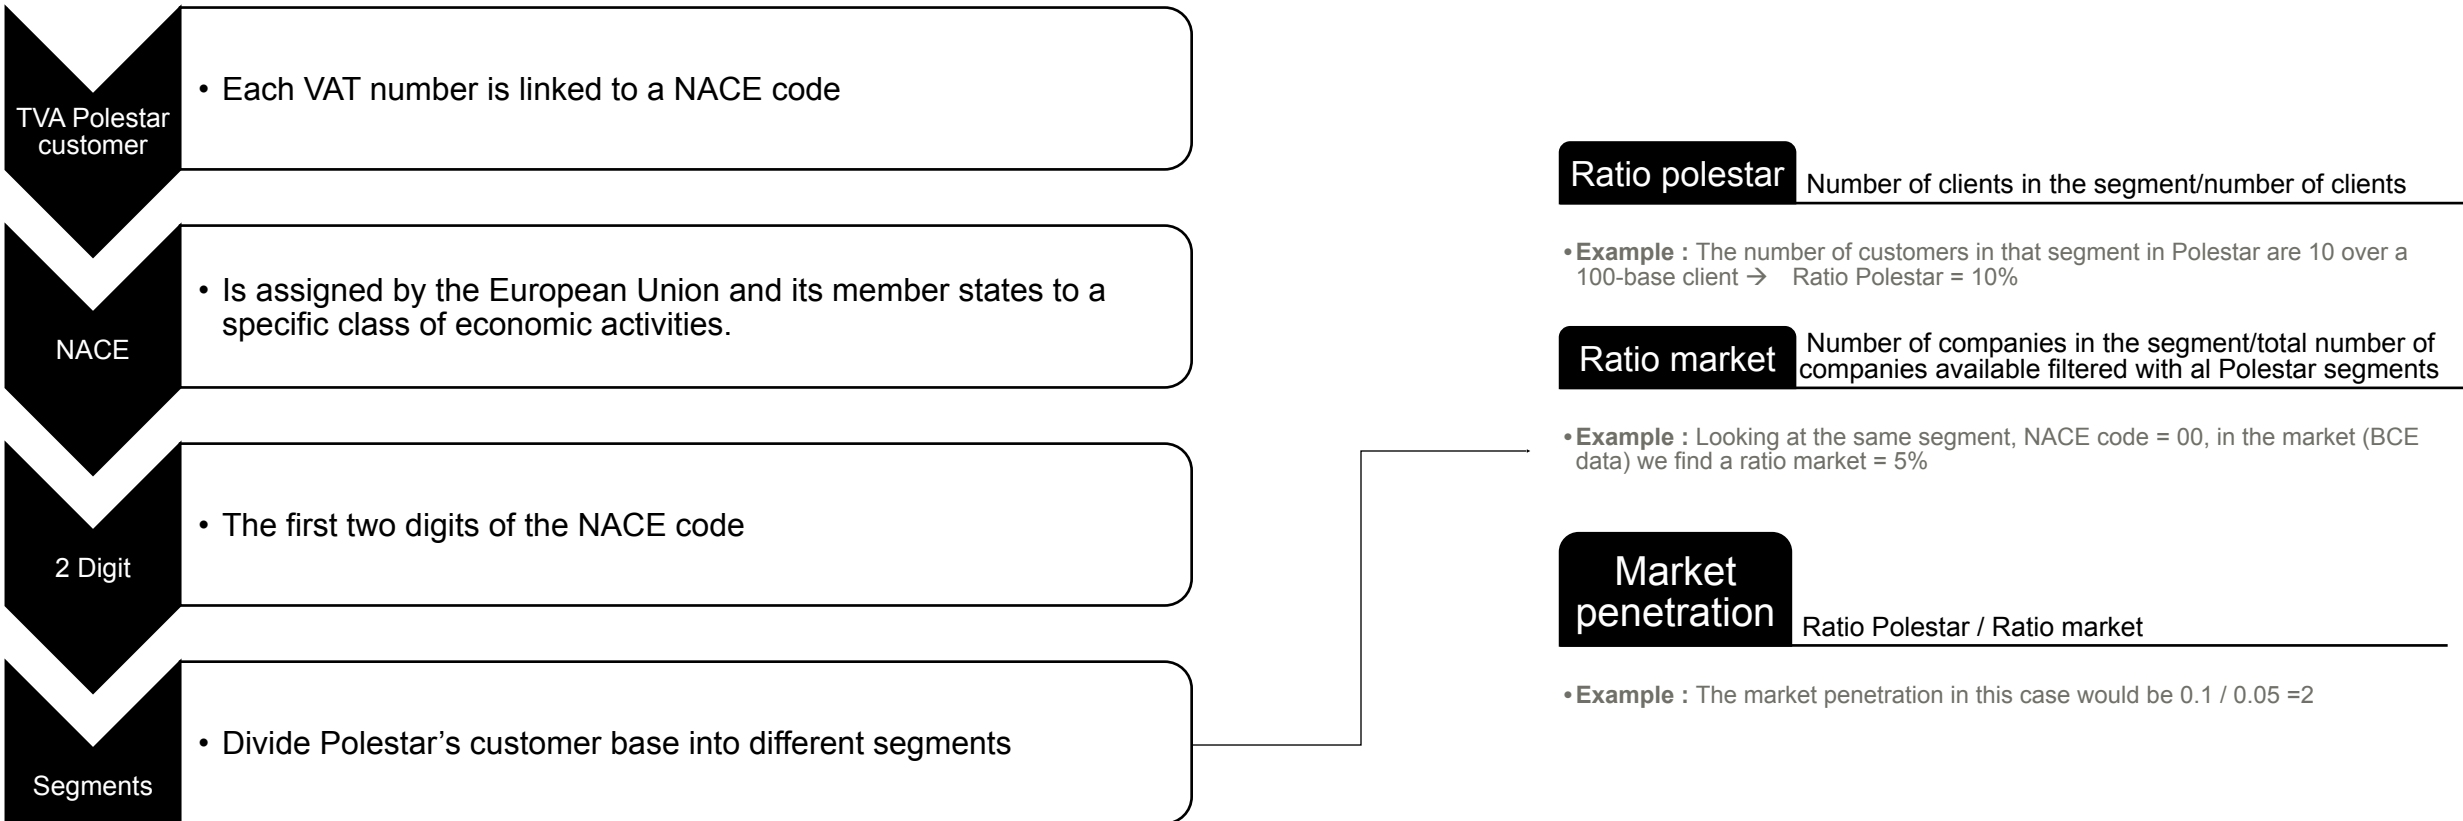 TVA Polestar
customer
• Each VAT number is linked to a NACE code
NACE
• Is assigned by the European Union and its member states to a
specific class of economic activities.
2 Digit
• The first two digits of the NACE code
Segments
• Divide Polestar’s customer base into different segments
Ratio polestar
Number of clients in the segment/number of clients
• Example : The number of customers in that segment in Polestar are 10 over a
100-base client → Ratio Polestar = 10%
Ratio market
Number of companies in the segment/total number of
companies available filtered with al Polestar segments
• Example : Looking at the same segment, NACE code = 00, in the market (BCE
data) we find a ratio market = 5%
Market
penetration
Ratio Polestar / Ratio market
• Example : The market penetration in this case would be 0.1 / 0.05 =2